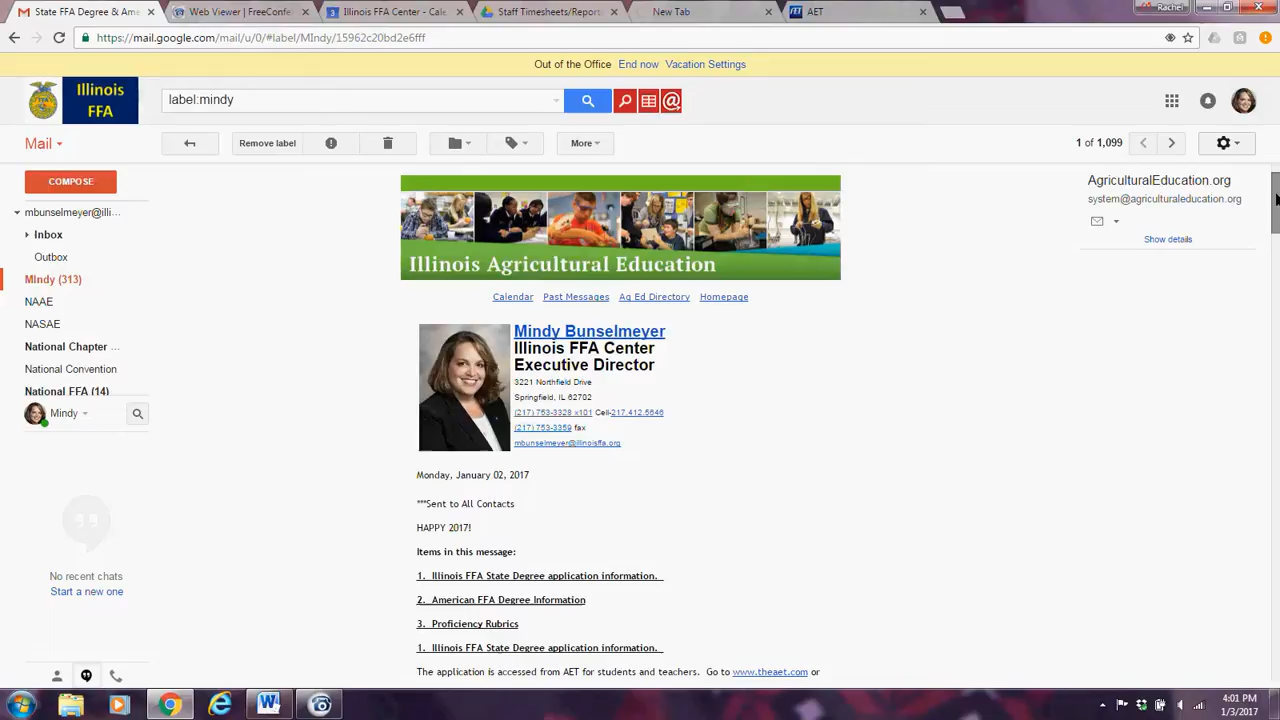 State FFA Degree & Ame
Web Viewer | FreeConfe
Illinois FFA Center - Cale
Staff Timesheets/Report
New Tab
AET
Rachel
https://mail.google.com/mail/u/0/#label/MIndy/15962c20bd2e6fff
Out of the Office End now Vacation Settings
Illinois
FFA
label:mindy
Mail
Remove label
More
1 of 1,099
COMPOSE
mbunselmeyer@illi...
Inbox
Outbox
MIndy (313)
NAAE
NASAE
National Chapter ...
National Convention
National FFA (14)
Mindy
No recent chats
Start a new one
Illinois Agricultural Education
Calendar Past Messages Ag Ed Directory Homepage
Mindy Bunselmeyer
Illinois FFA Center
Executive Director
3221 Northfield Drive
Springfield, IL 62702
(217) 753-3328 x101 Cell-217.412.5646
(217) 753-3359 fax
mbunselmeyer@illinoisffa.org
Monday, January 02, 2017
***Sent to All Contacts
HAPPY 2017!
Items in this message:
1. Illinois FFA State Degree application information.
2. American FFA Degree Information
3. Proficiency Rubrics
1. Illinois FFA State Degree application information.
The application is accessed from AET for students and teachers. Go to www.theaet.com or
AgriculturalEducation.org
system@agriculturaleducation.org
Show details
4:01 PM
1/3/2017